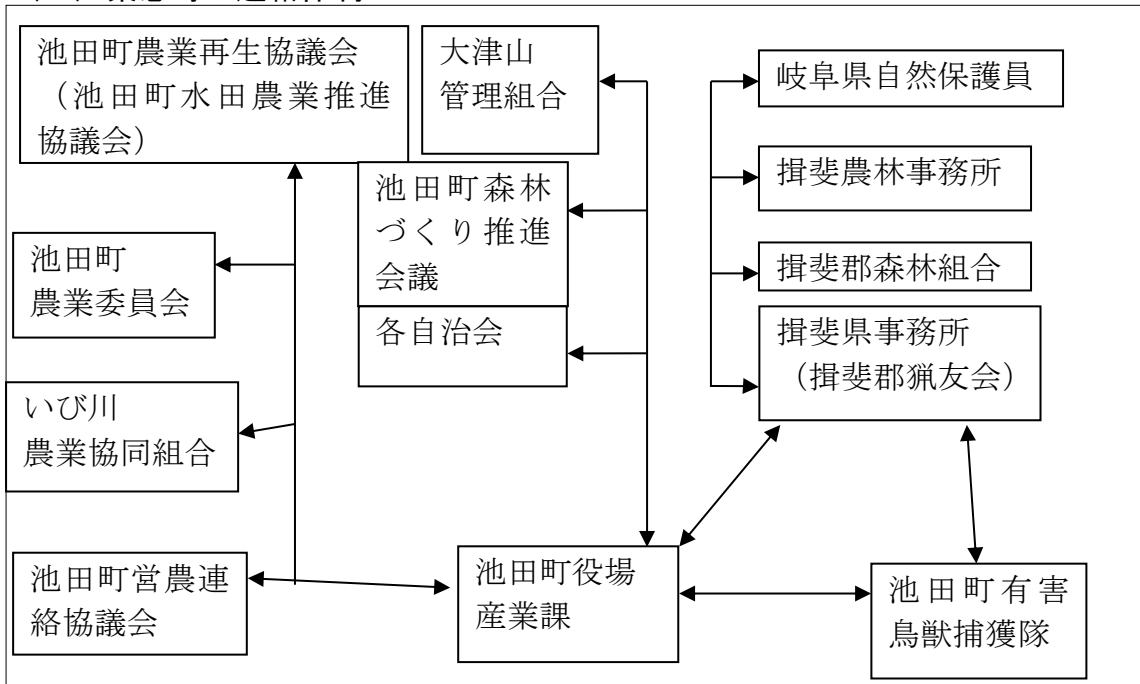 池田町農業再生協議会
（池田町水田農業推進
協議会）
大津山
管理組合
岐阜県自然保護員
揖斐農林事務所
池田町森林
づくり推進
会議
池田町
農業委員会
揖斐郡森林組合
各自治会
揖斐県事務所
（揖斐郡猟友会）
いび川
農業協同組合
池田町営農連
絡協議会
池田町役場
産業課
池田町有害
鳥獣捕獲隊